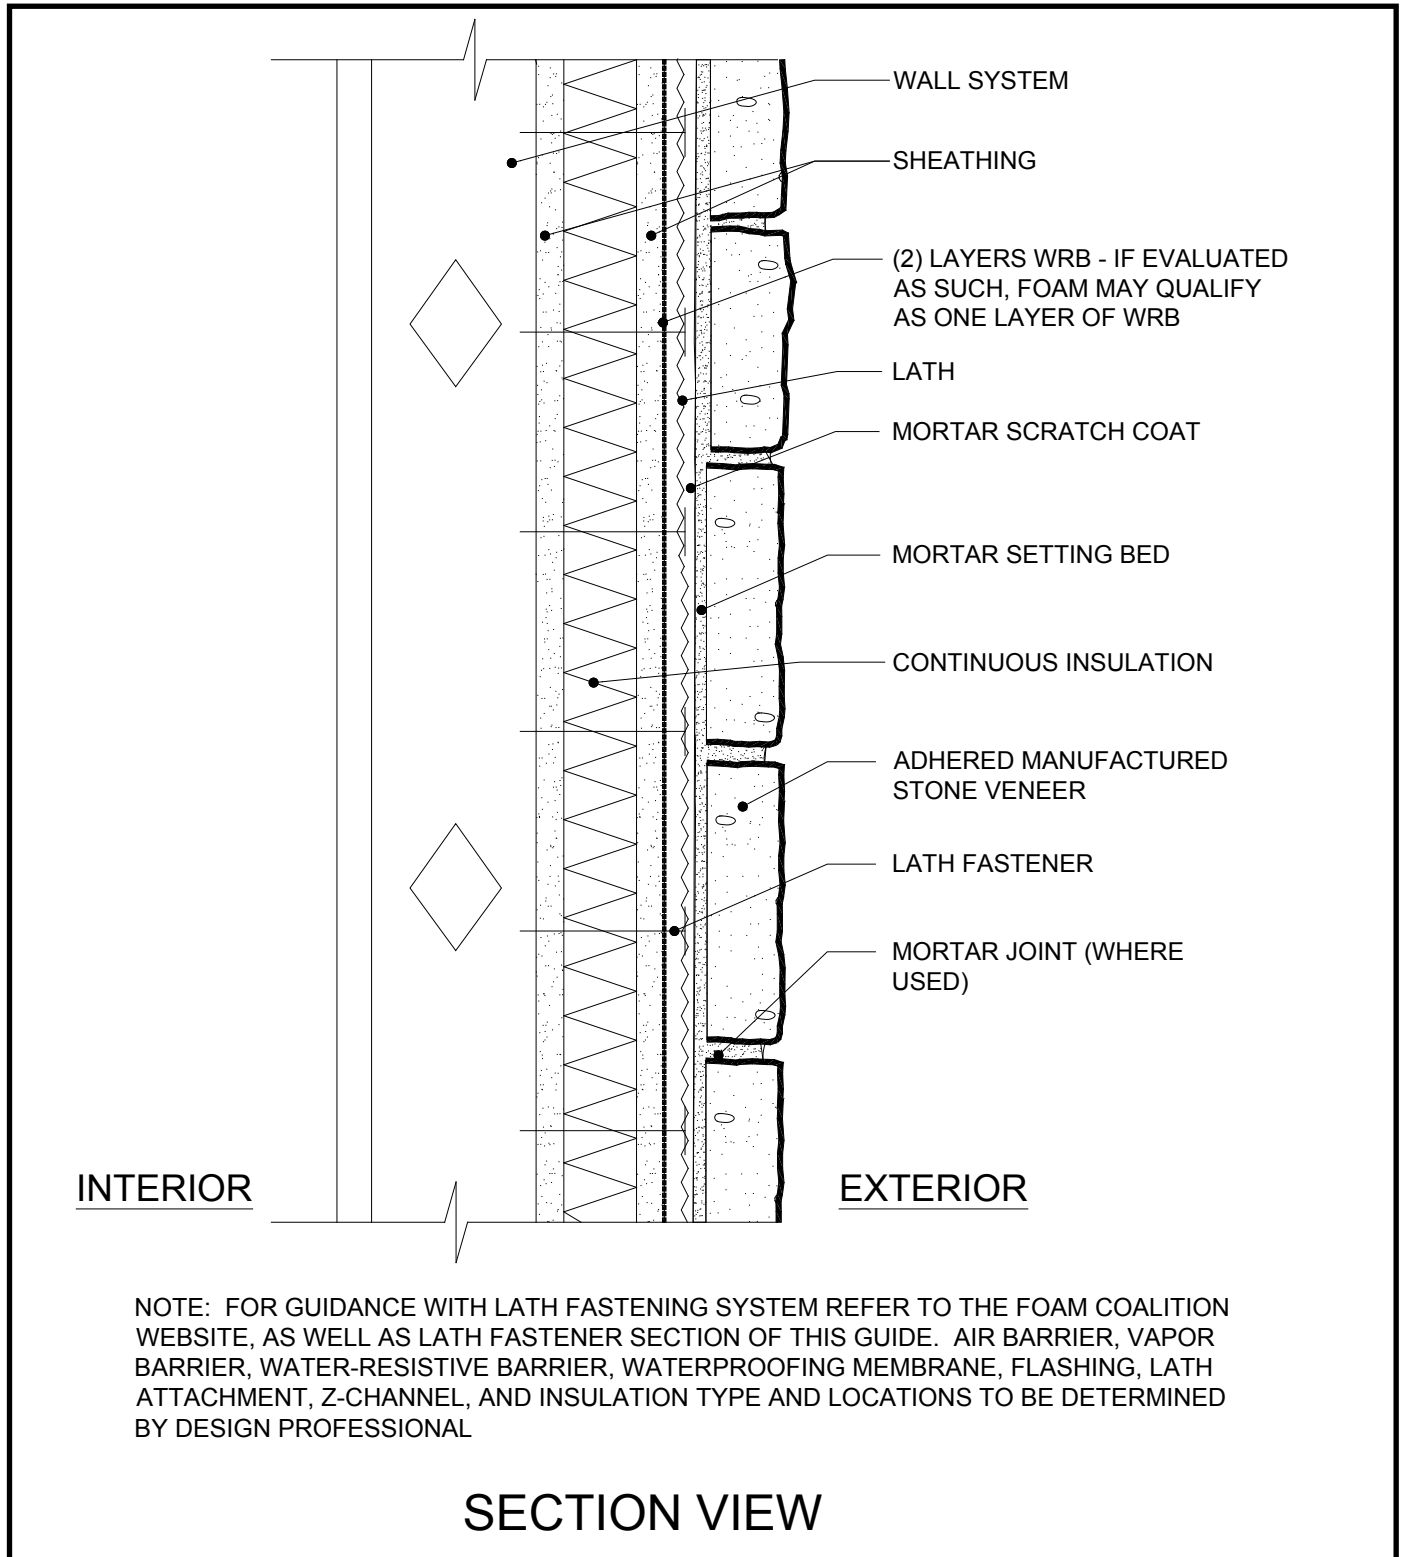 WALL SYSTEM
SHEATHING
(2) LAYERS WRB - IF EVALUATED
AS SUCH, FOAM MAY QUALIFY
AS ONE LAYER OF WRB
LATH
MORTAR SCRATCH COAT
MORTAR SETTING BED
CONTINUOUS INSULATION
ADHERED MANUFACTURED
STONE VENEER
LATH FASTENER
MORTAR JOINT (WHERE
USED)
INTERIOR
EXTERIOR
NOTE: FOR GUIDANCE WITH LATH FASTENING SYSTEM REFER TO THE FOAM COALITION
WEBSITE, AS WELL AS LATH FASTENER SECTION OF THIS GUIDE. AIR BARRIER, VAPOR
BARRIER, WATER-RESISTIVE BARRIER, WATERPROOFING MEMBRANE, FLASHING, LATH
ATTACHMENT, Z-CHANNEL, AND INSULATION TYPE AND LOCATIONS TO BE DETERMINED
BY DESIGN PROFESSIONAL
SECTION VIEW